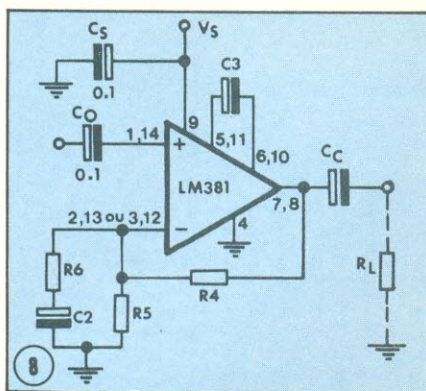 CS
VS
0.1
C3
CO
9
5,11
1,14
+
6,10
0.1
LM381
CC
7,8
2,13 ou 3,12
−
4
R6
R4
RL
C2
R5
8